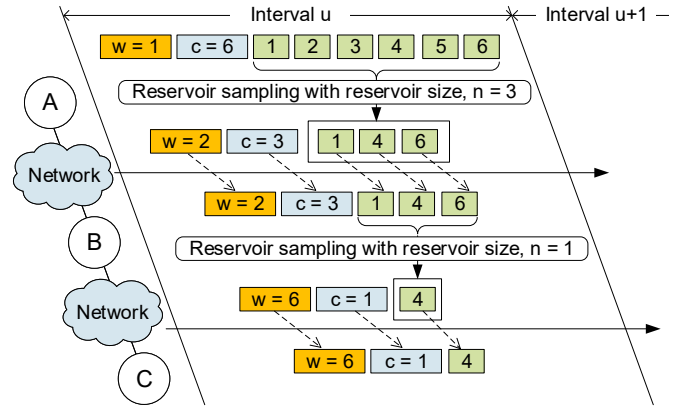 Interval u
Interval u+1
w = 1 c = 6 1 2 3 4 5 6
Reservoir sampling with reservoir size, n = 3
A
w = 2 c = 3 1 4 6
Network
w = 2 c = 3 1 4 6
B
Reservoir sampling with reservoir size, n = 1
w = 6 c = 1 4
Network
w = 6 c = 1 4
C